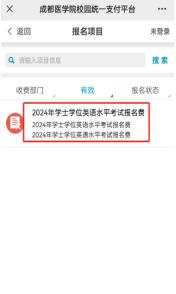 成都医学院校园统一支付平台
返回
报名项目
未登录
请输入项目信息
搜索
收费部门
有效
报名状态
2024年学士学位英语水平考试报名费
2024年学士学位英语水平考试报名费
2024年学士学位英语水平考试报名费